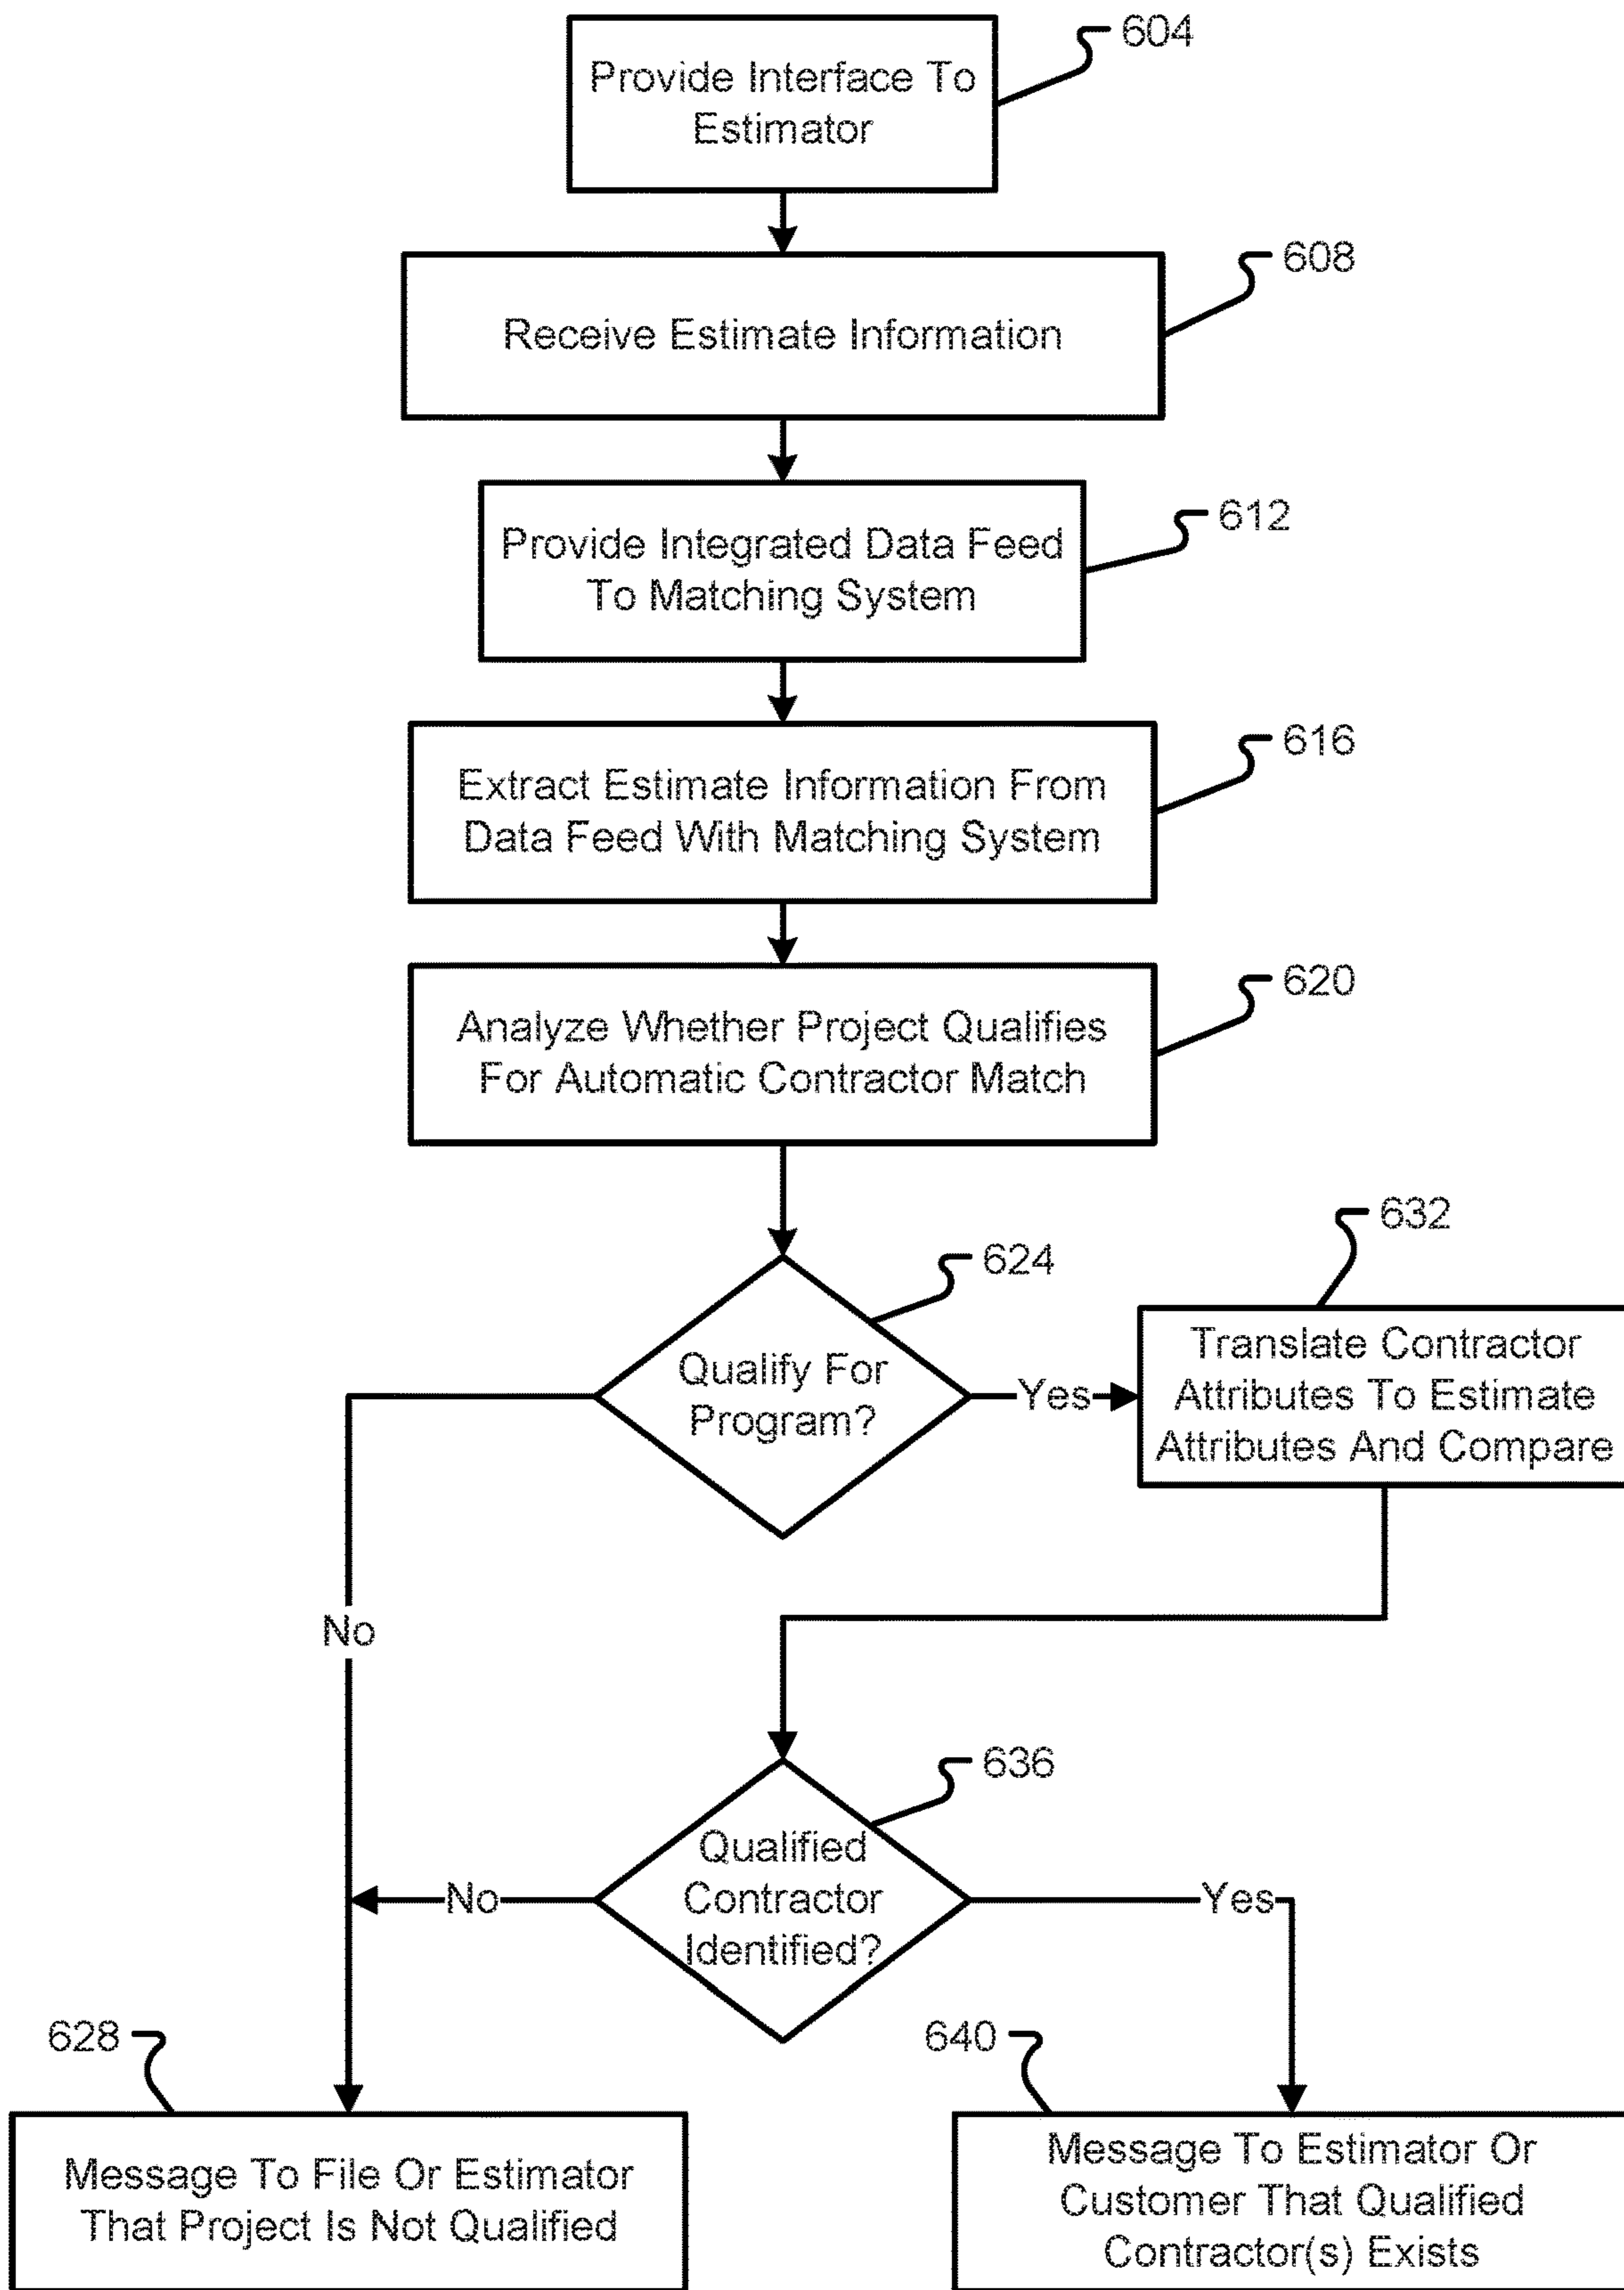 604
Provide Interface To
Estimator
608
Receive Estimate Information
612
Provide Integrated Data Feed
To Matching System
616
Extract Estimate Information From
Data Feed With Matching System
620
Analyze Whether Project Qualifies
For Automatic Contractor Match
624
Qualify For
Program?
Yes
632
Translate Contractor
Attributes To Estimate
Attributes And Compare
No
636
Qualified
Contractor
Identified?
No
Yes
628
Message To File Or Estimator
That Project Is Not Qualified
640
Message To Estimator Or
Customer That Qualified
Contractor(s) Exists